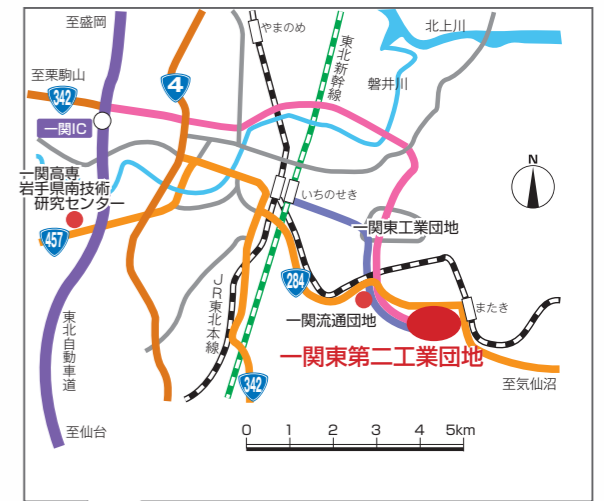 至盛岡
やまのめ
北上川
東北新幹線
至栗駒山
342
4
磐井川
一関IC
一関高専
岩手県南技術
研究センター
いちのせき
N
一関東工業団地
457
284
JR東北本線
一関流通団地
またき
東北自動車道
一関東第二工業団地
342
至気仙沼
至仙台
0 1 2 3 4 5km